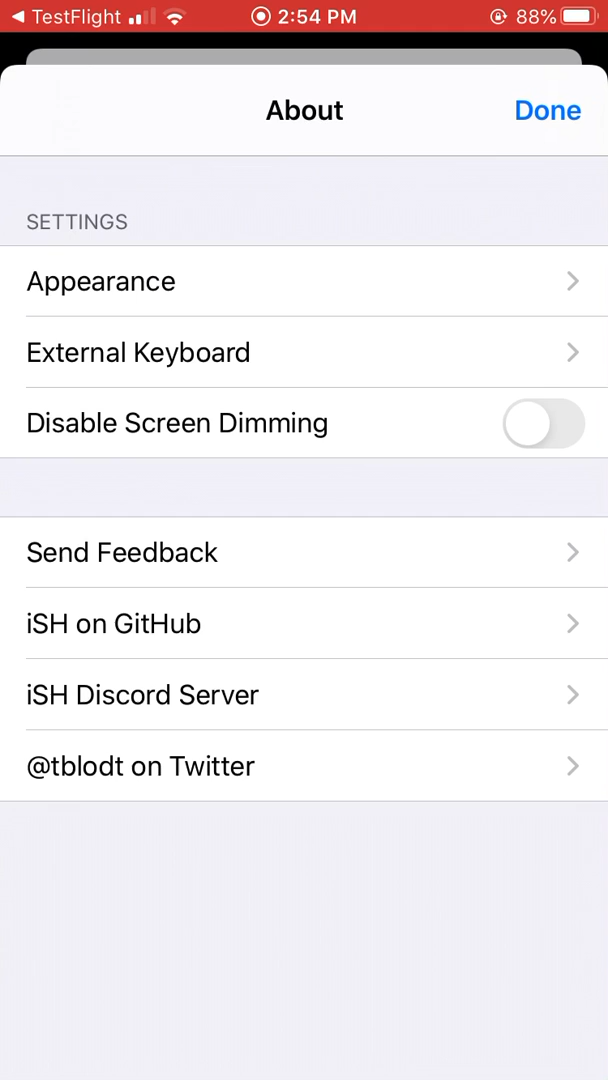 TestFlight 2:54 PM 88%
About Done
SETTINGS
Appearance
External Keyboard
Disable Screen Dimming
Send Feedback
iSH on GitHub
iSH Discord Server
@tblodt on Twitter